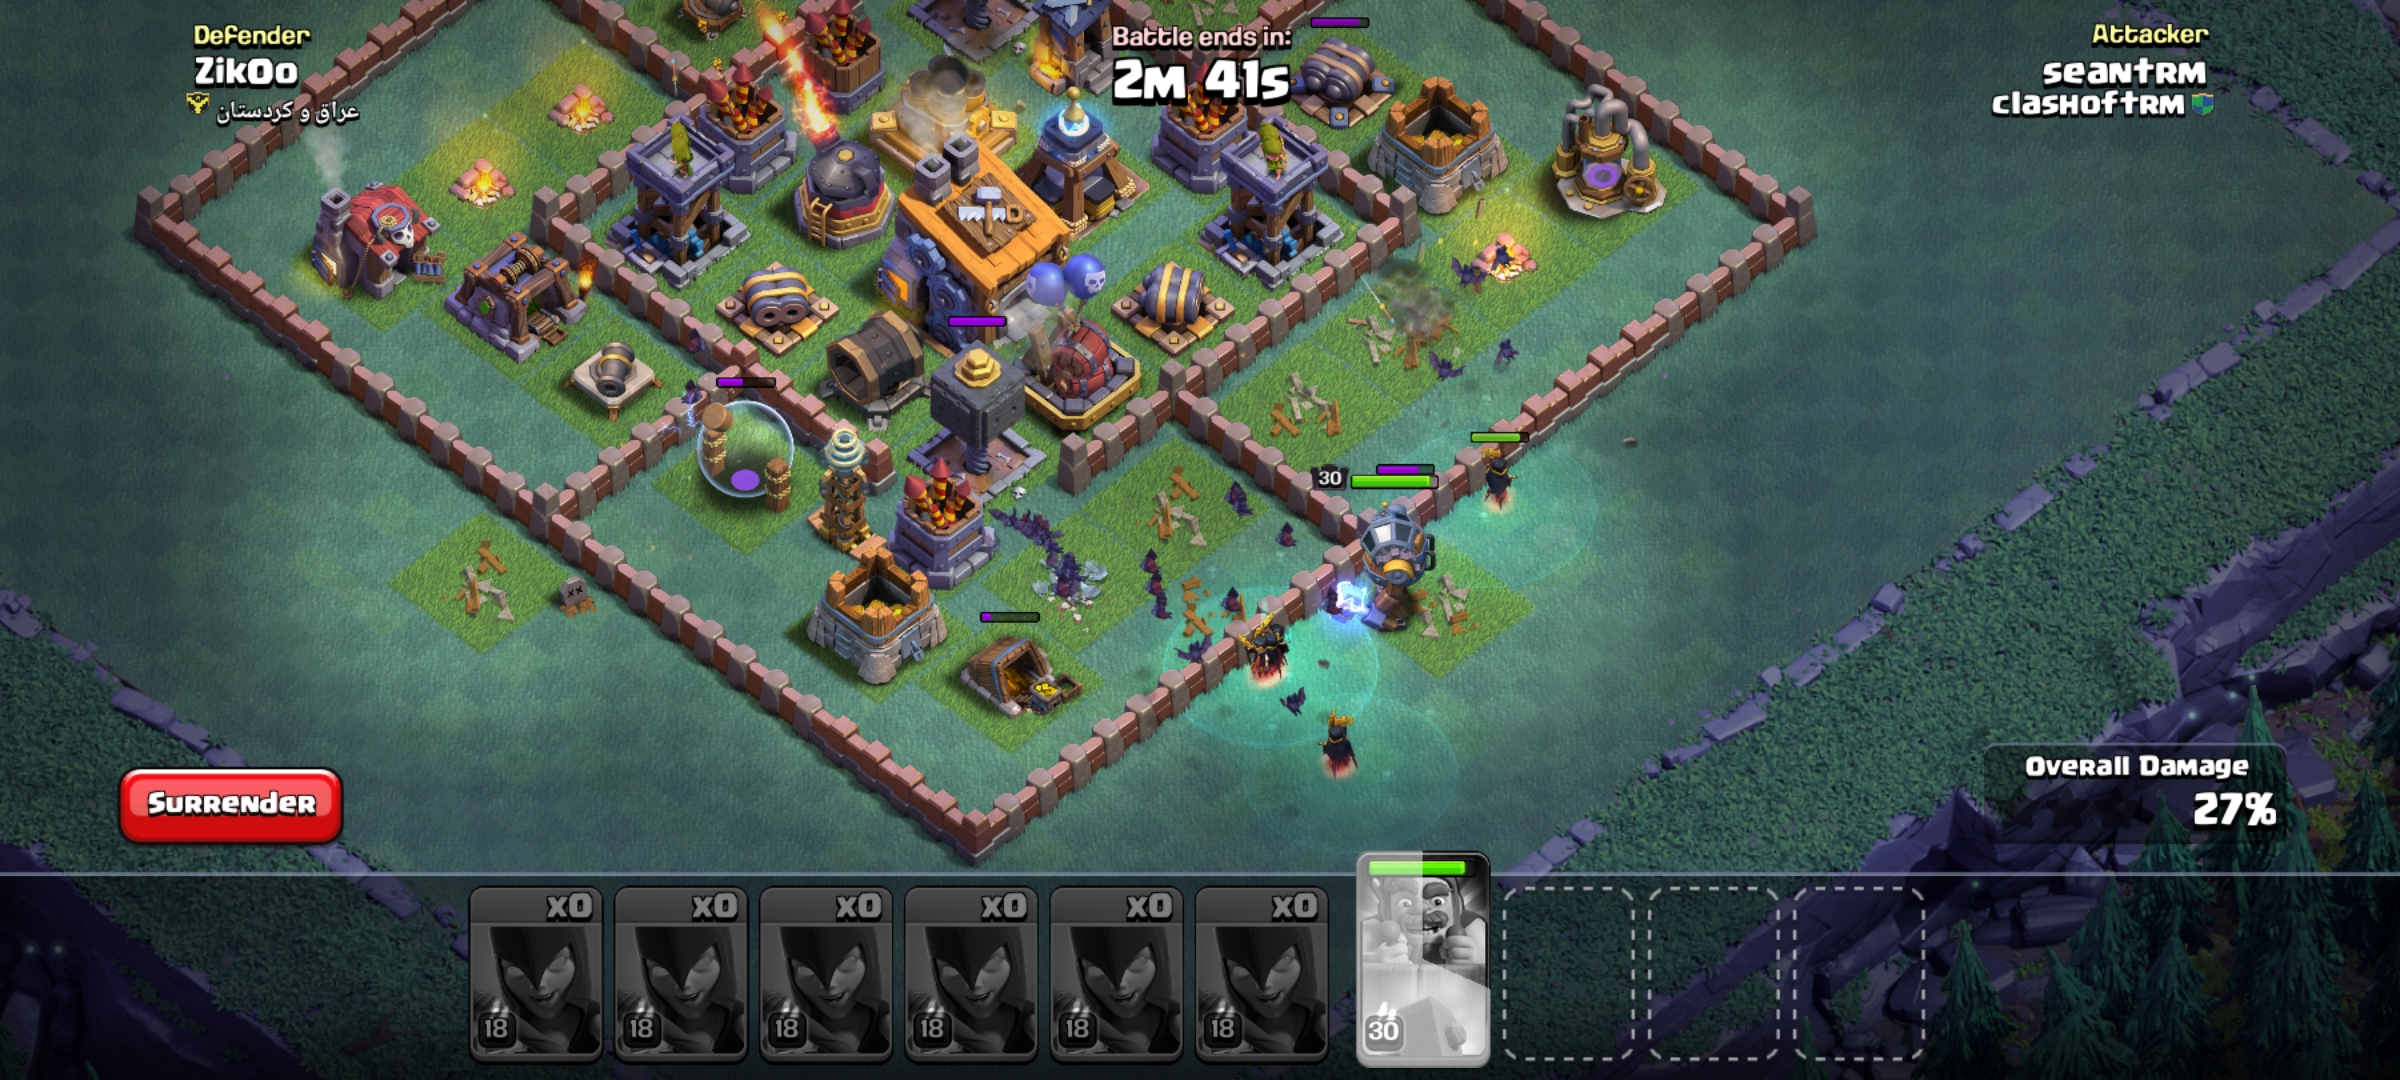 Defender
ZikOo
عراق و كردستان
Battle ends in:
2M 41s
Attacker
seantRM
clashoftRM
30
Surrender
Overall Damage
27%
x0
x0
x0
x0
x0
x0
18
18
18
18
18
18
30